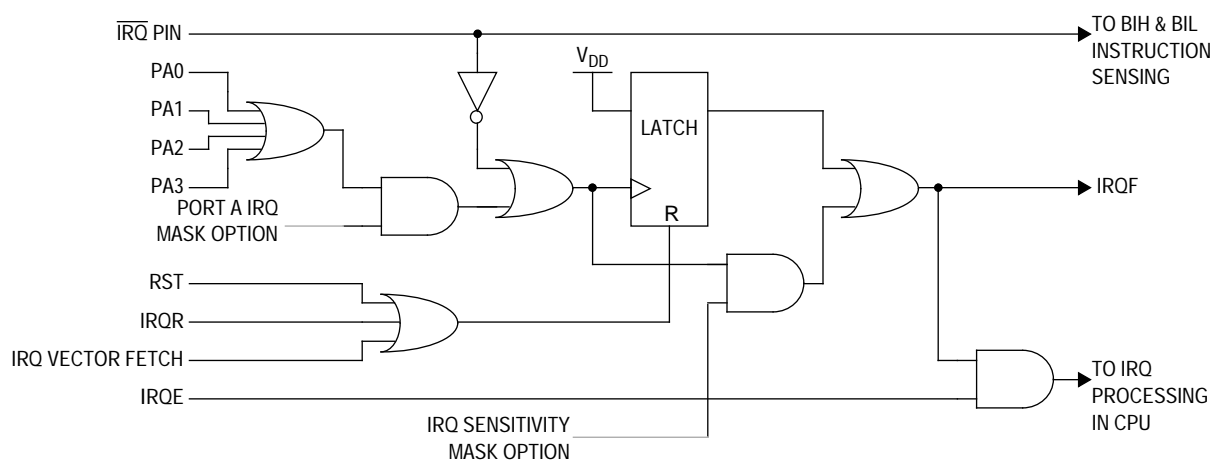 IRQ PIN
TO BIH & BIL
INSTRUCTION
SENSING
PA0
PA1
PA2
PA3
VDD
LATCH
R
IRQF
PORT A IRQ
MASK OPTION
RST
IRQR
IRQ VECTOR FETCH
IRQE
IRQ SENSITIVITY
MASK OPTION
TO IRQ
PROCESSING
IN CPU